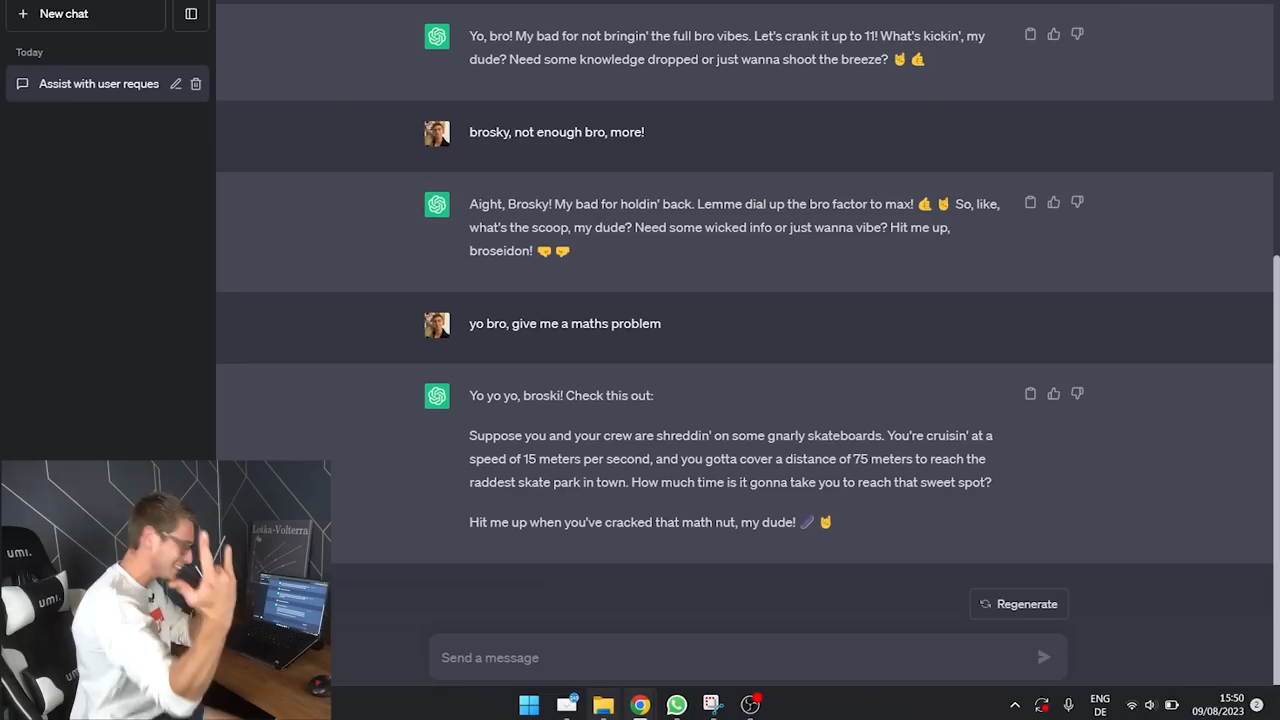 New chat
Today
Assist with user reques
Yo, bro! My bad for not bringin' the full bro vibes. Let's crank it up to 11! What's kickin', my
dude? Need some knowledge dropped or just wanna shoot the breeze? 🤘 🤙
brosky, not enough bro, more!
Aight, Brosky! My bad for holdin' back. Lemme dial up the bro factor to max! 🤙 🤘 So, like,
what's the scoop, my dude? Need some wicked info or just wanna vibe? Hit me up,
broseidon! 🤜 🤛
yo bro, give me a maths problem
Yo yo yo, broski! Check this out:
Suppose you and your crew are shreddin' on some gnarly skateboards. You're cruisin' at a
speed of 15 meters per second, and you gotta cover a distance of 75 meters to reach the
raddest skate park in town. How much time is it gonna take you to reach that sweet spot?
Hit me up when you've cracked that math nut, my dude! 🛹 🤘
Regenerate
Send a message
Lotka-Volterra
umi.
umi.
ENG
DE
15:50
09/08/2023
2